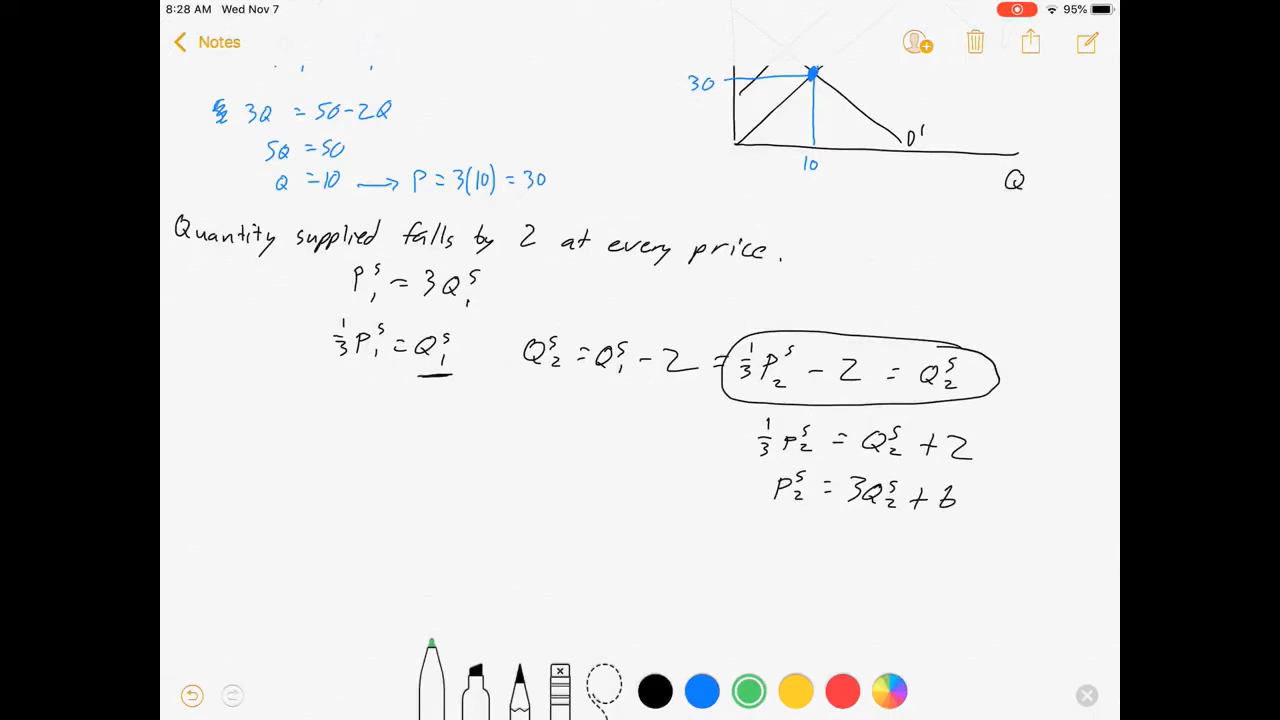 8:28 AM Wed Nov 7
95%
Notes
30
3Q = 50-2Q
D'
5Q = 50
10
Q = 10 → P = 3(10) = 30
Q
Quantity supplied falls by 2 at every price.
P₁ˢ = 3Q₁ˢ
⅓P₁ˢ = Q₁ˢ
Q₂ˢ = Q₁ˢ - 2 = ⅓P₂ˢ - 2 = Q₂ˢ
⅓P₂ˢ = Q₂ˢ + 2
P₂ˢ = 3Q₂ˢ + 6